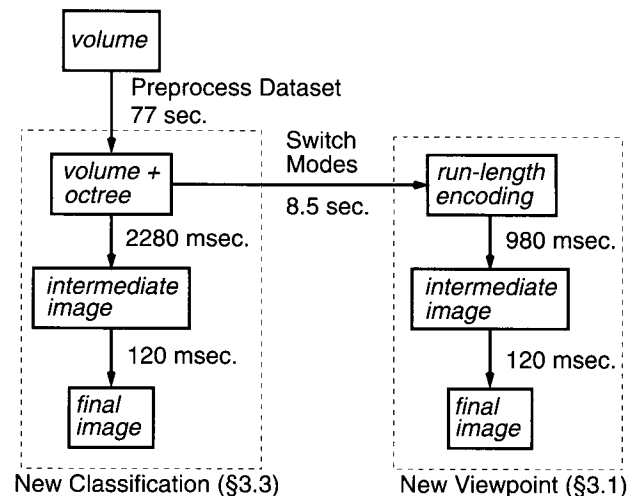 volume
Preprocess Dataset
77 sec.
Switch
Modes
volume +
octree
8.5 sec.
run-length
encoding
2280 msec.
980 msec.
intermediate
image
intermediate
image
120 msec.
120 msec.
final
image
final
image
New Classification (§3.3)
New Viewpoint (§3.1)